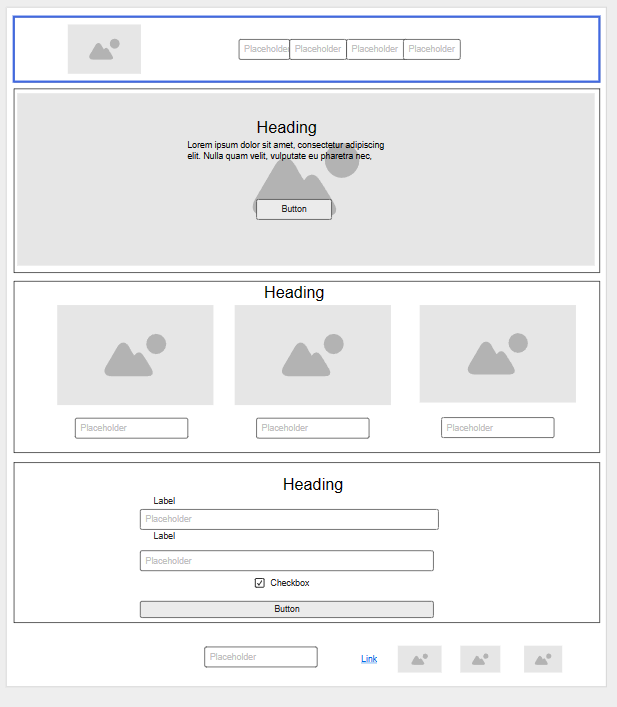 Placeholder Placeholder Placeholder Placeholder
Heading
Lorem ipsum dolor sit amet, consectetur adipiscing
elit. Nulla quam velit, vulputate eu pharetra nec,
Button
Heading
Placeholder Placeholder Placeholder
Heading
Label
Placeholder
Label
Placeholder
Checkbox
Button
Placeholder Link